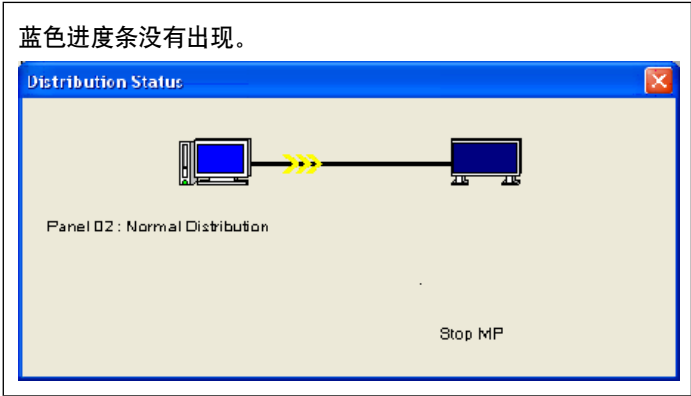 蓝色进度条没有出现。
Distribution Status
Panel 02 : Normal Distribution
Stop MP